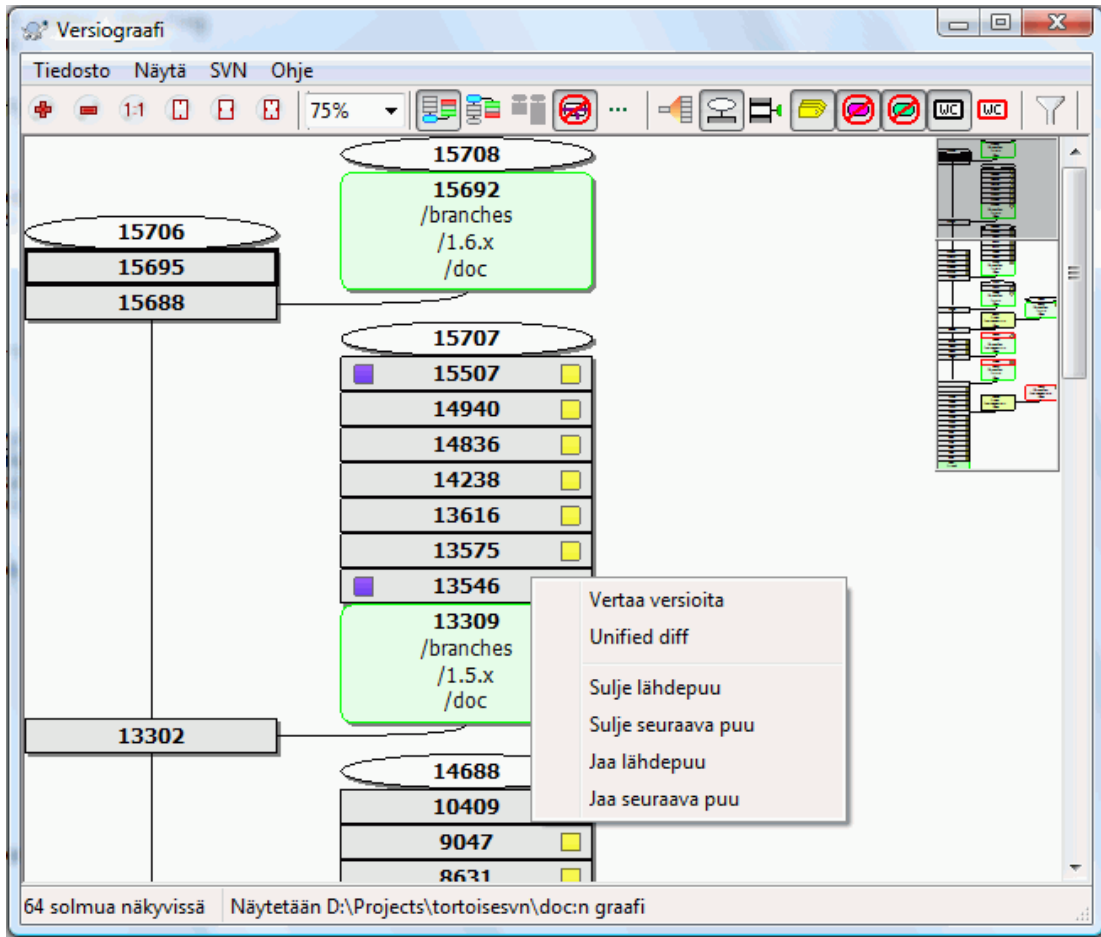 Versiograafi
Tiedosto Näytä SVN Ohje
1:1 75% ... WC WC
15708
15692
/branches
/1.6.x
/doc
15706
15695
15688
15707
15507
14940
14836
14238
13616
13575
13546
13309
/branches
/1.5.x
/doc
13302
14688
10409
9047
8631
Vertaa versioita
Unified diff
Sulje lähdepuu
Sulje seuraava puu
Jaa lähdepuu
Jaa seuraava puu
64 solmua näkyvissä Näytetään D:\Projects\tortoisesvn\doc:n graafi